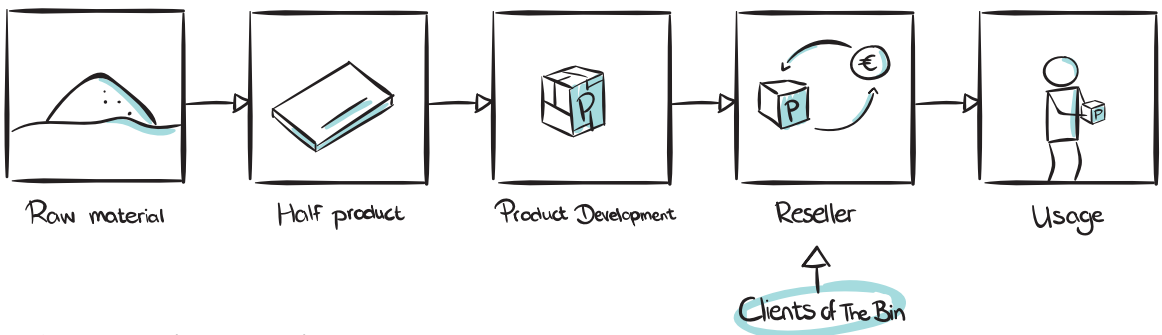 P
P
€
P
Raw material
Half product
Product Development
Reseller
Usage
Clients of The Bin